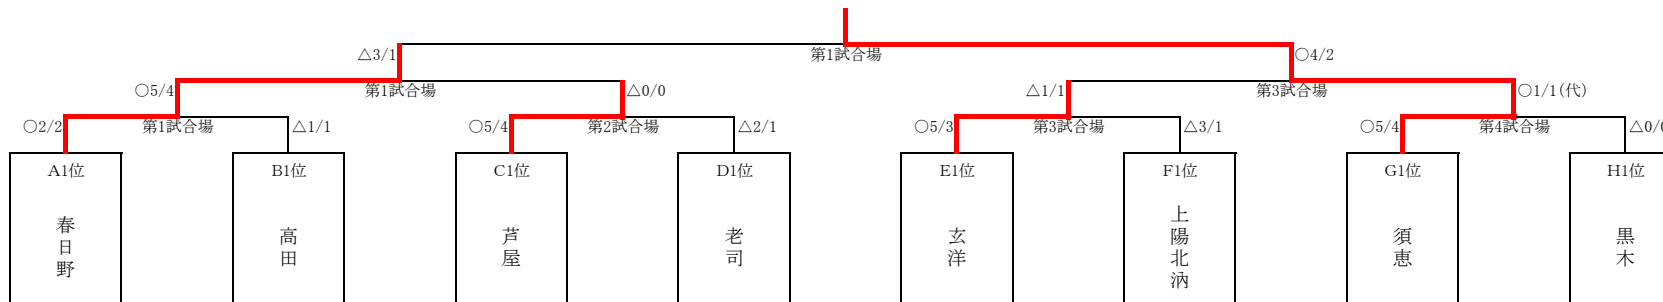 第1試合場
△3/1 ○4/2
○5/4 第1試合場 △0/0 △1/1 第3試合場 ○1/1(代)
○2/2 第1試合場 △1/1 ○5/4 第2試合場 △2/1 ○5/3 第3試合場 △3/1 ○5/4 第4試合場 △0/0
A1位 B1位 C1位 D1位 E1位 F1位 G1位 H1位
春日野 高田 芦屋 老司 玄洋 上陽北汭 須恵 黒木